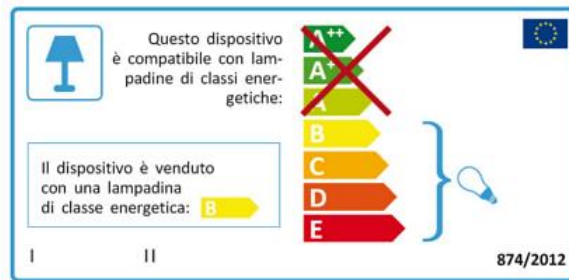 Questo dispositivo
è compatibile con lam-
padine di classi ener-
getiche:
A++
A+
A
B
C
D
E
Il dispositivo è venduto
con una lampadina
di classe energetica: B
I II
874/2012